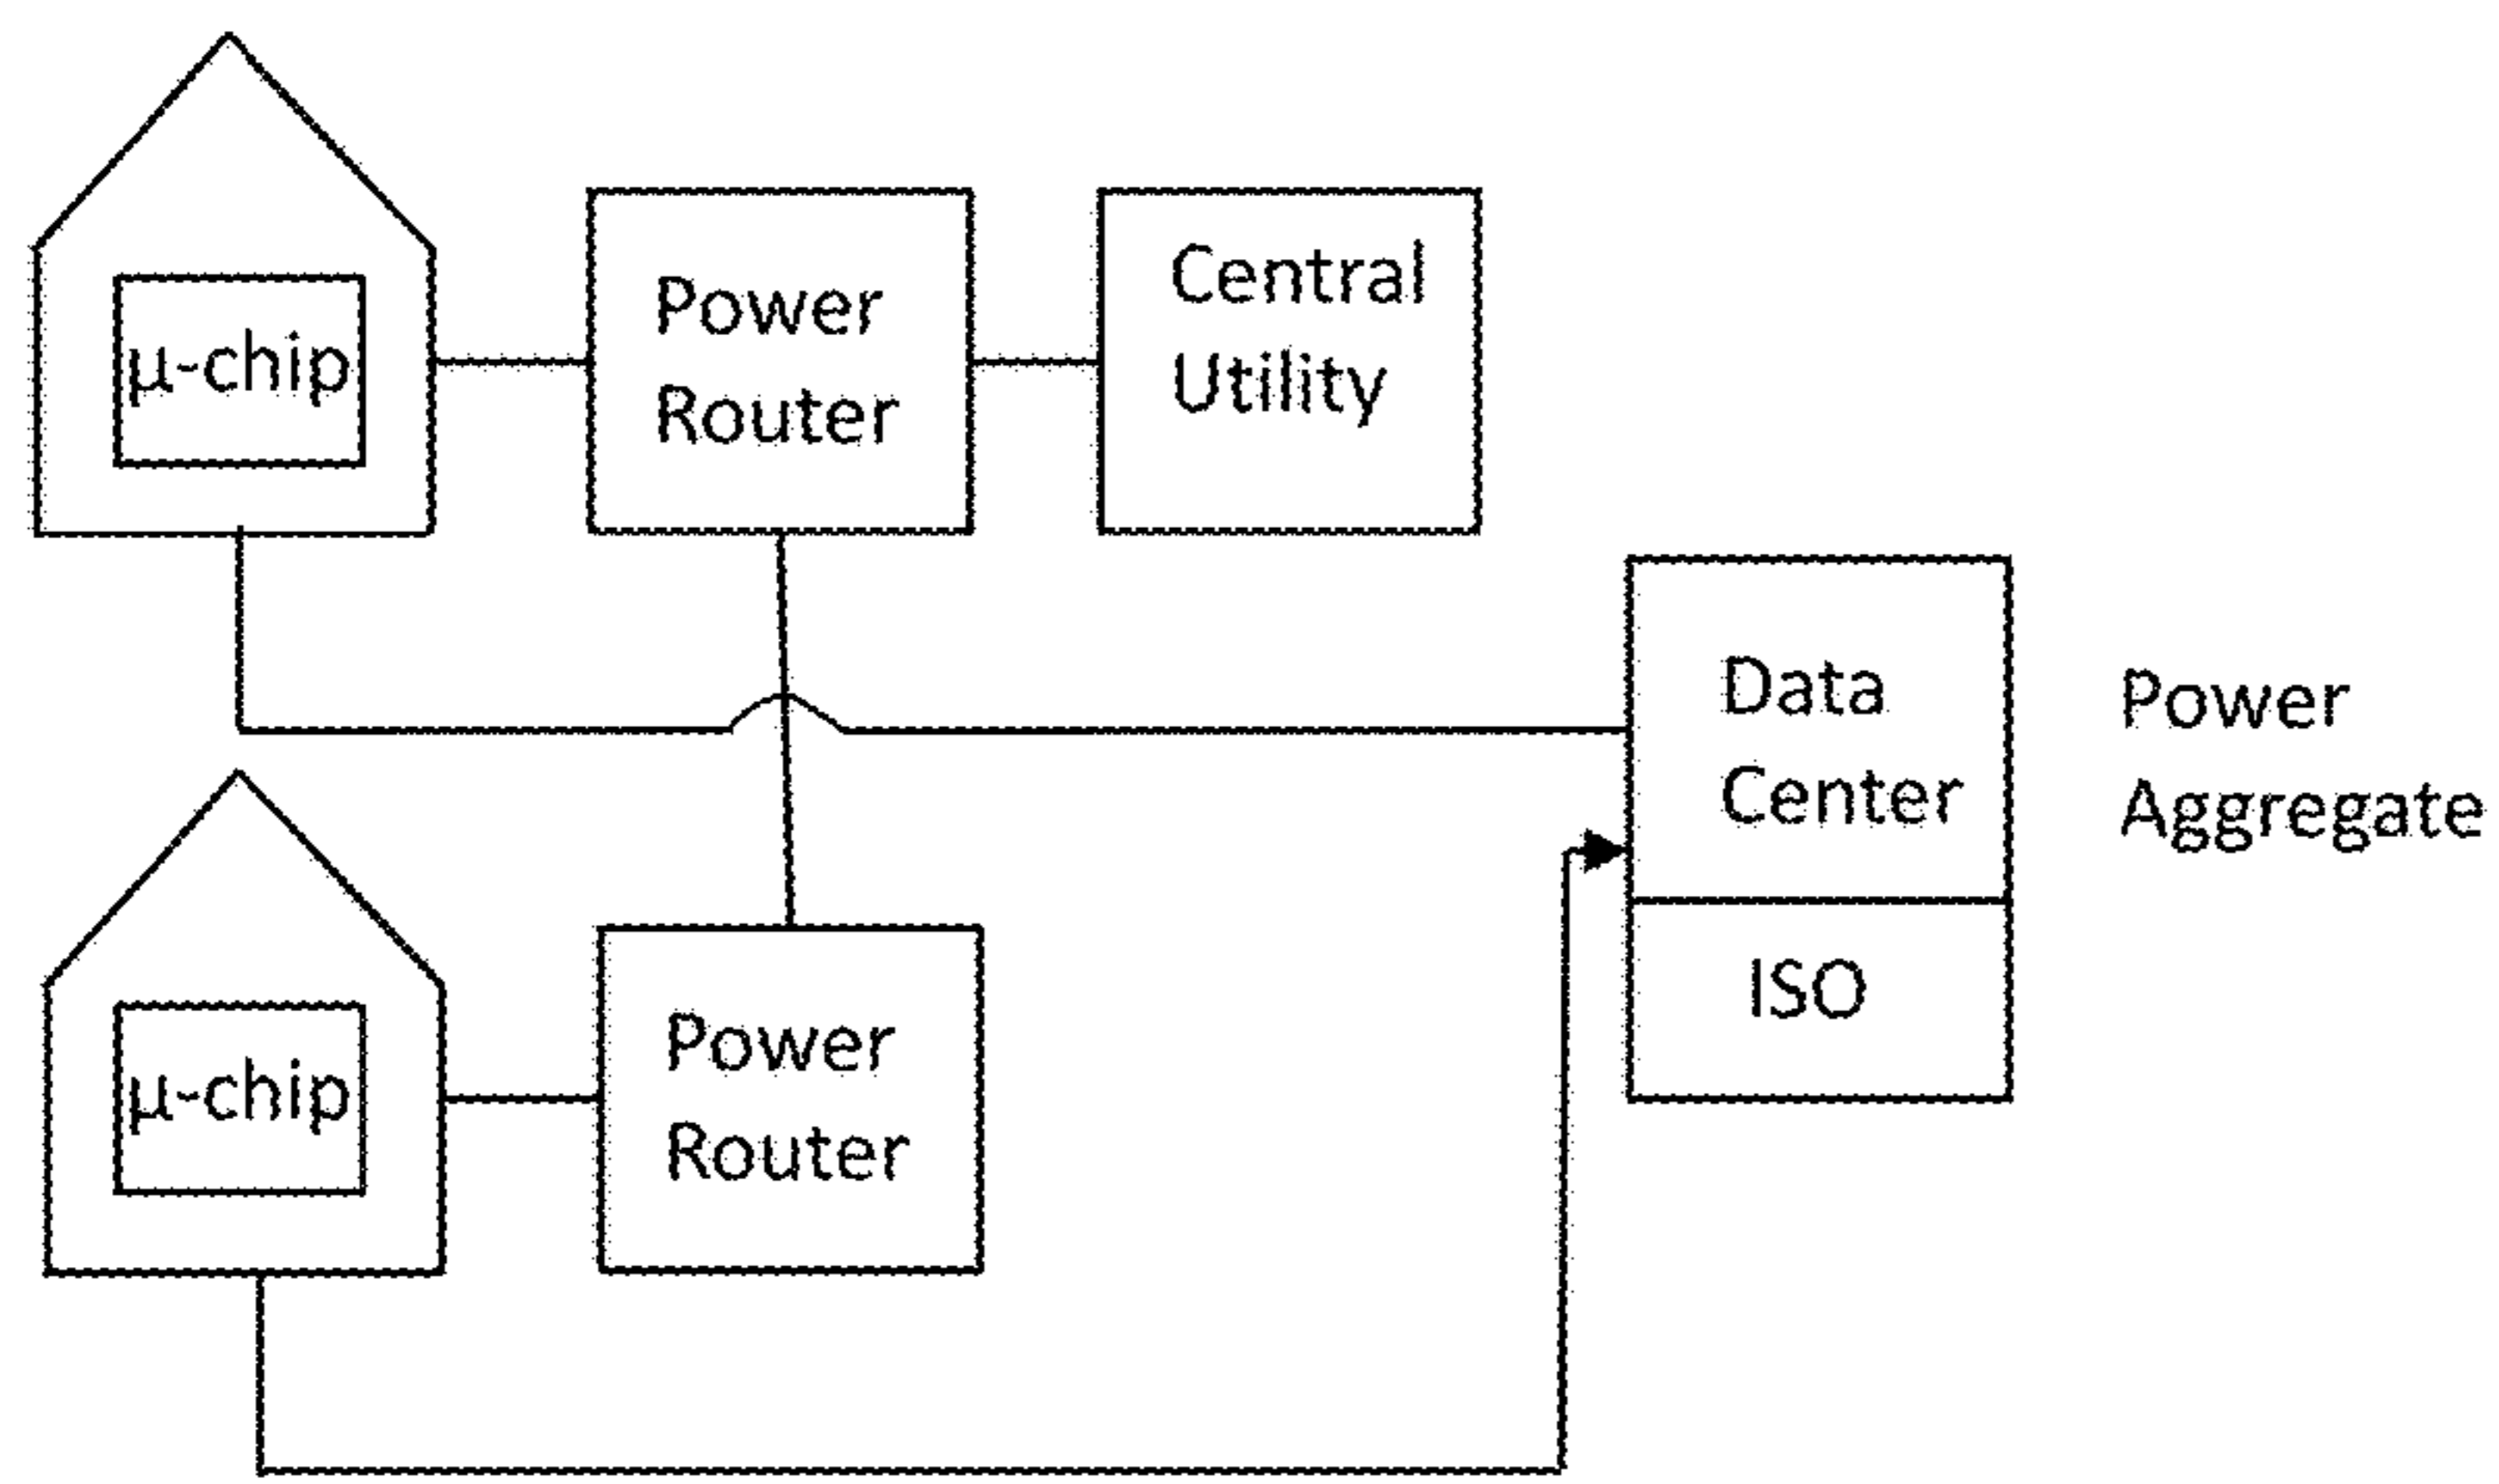 μ-chip
Power
Router
Central
Utility
Data
Center
Power
Aggregate
ISO
μ-chip
Power
Router